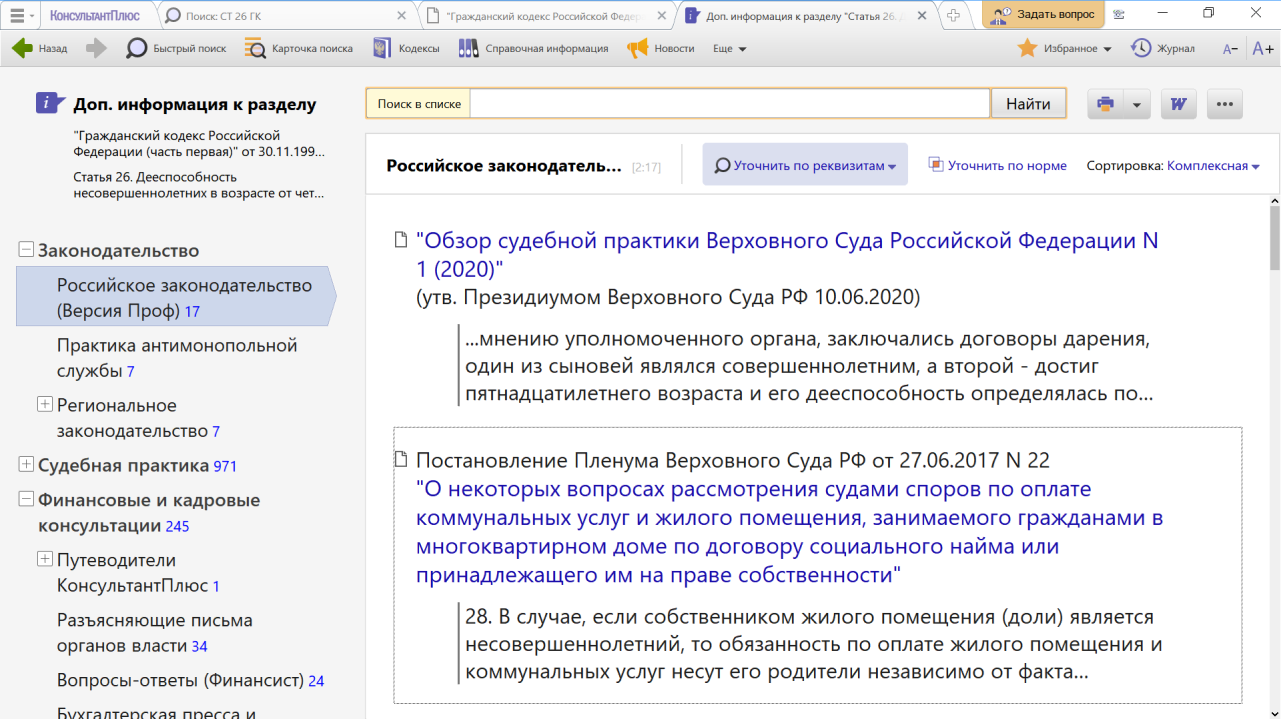 КонсультантПлюс
Поиск: СТ 26 ГК
"Гражданский кодекс Российской Феде
Доп. информация к разделу "Статья 26.
Задать вопрос
Назад
Быстрый поиск
Карточка поиска
Кодексы
Справочная информация
Новости
Еще
Избранное
Журнал
A−
A+
Доп. информация к разделу
"Гражданский кодекс Российской
Федерации (часть первая)" от 30.11.199...
Статья 26. Дееспособность
несовершеннолетних в возрасте от чет...
Законодательство
Российское законодательство
(Версия Проф) 17
Практика антимонопольной
службы 7
Региональное
законодательство 7
Судебная практика 971
Финансовые и кадровые
консультации 245
Путеводители
КонсультантПлюс 1
Разъясняющие письма
органов власти 34
Вопросы-ответы (Финансист) 24
Бухгалтерская пресса и
Поиск в списке
Найти
W
Российское законодатель... [2:17]
Уточнить по реквизитам
Уточнить по норме
Сортировка: Комплексная
"Обзор судебной практики Верховного Суда Российской Федерации N
1 (2020)"
(утв. Президиумом Верховного Суда РФ 10.06.2020)
...мнению уполномоченного органа, заключались договоры дарения,
один из сыновей являлся совершеннолетним, а второй - достиг
пятнадцатилетнего возраста и его дееспособность определялась по...
Постановление Пленума Верховного Суда РФ от 27.06.2017 N 22
"О некоторых вопросах рассмотрения судами споров по оплате
коммунальных услуг и жилого помещения, занимаемого гражданами в
многоквартирном доме по договору социального найма или
принадлежащего им на праве собственности"
28. В случае, если собственником жилого помещения (доли) является
несовершеннолетний, то обязанность по оплате жилого помещения и
коммунальных услуг несут его родители независимо от факта...